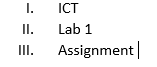 I. ICT
II. Lab 1
III. Assignment